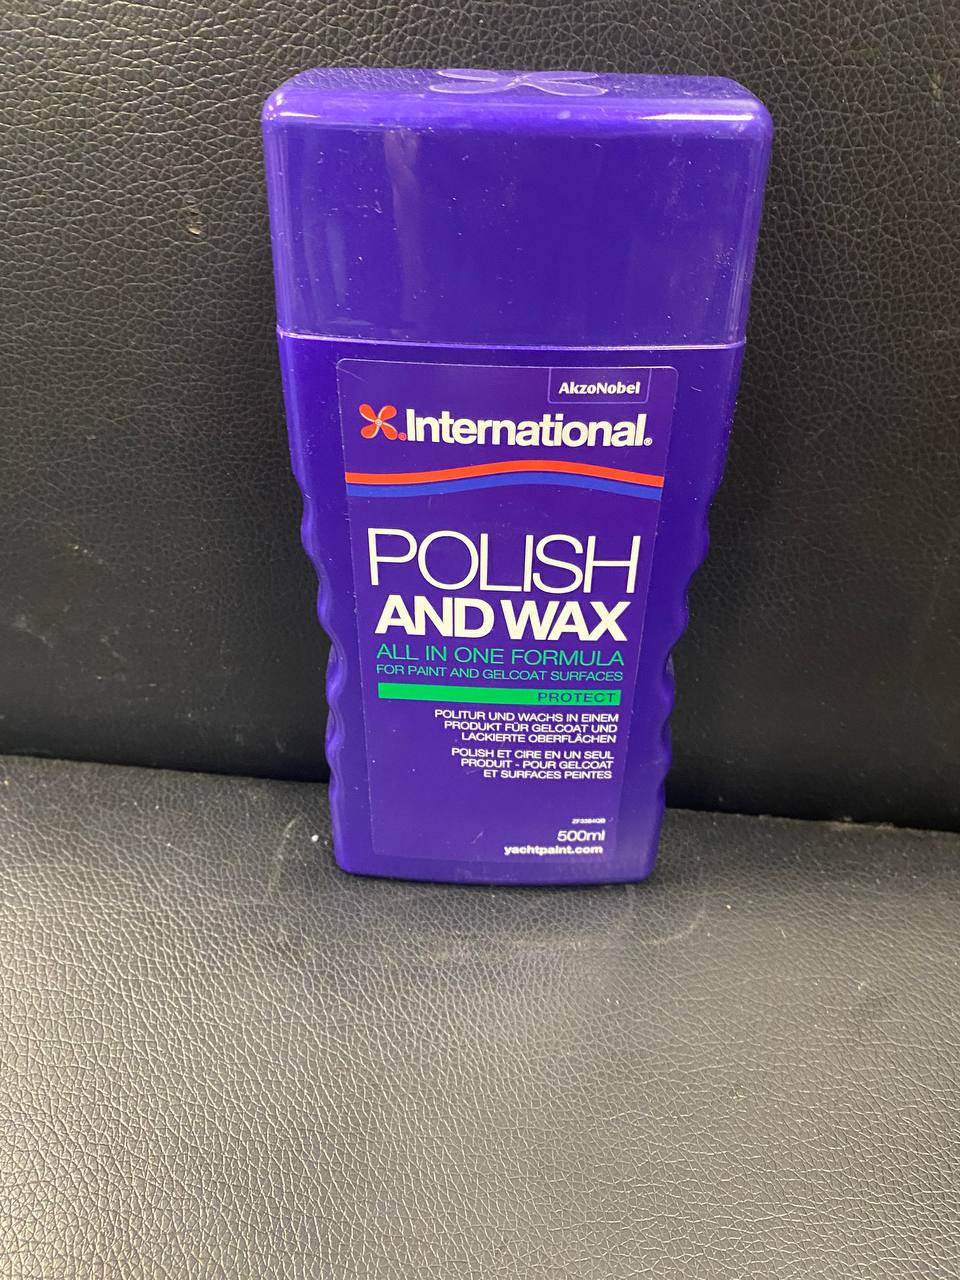 AkzoNobel
International®
POLISH
AND WAX
ALL IN ONE FORMULA
FOR PAINT AND GELCOAT SURFACES
PROTECT
POLITUR UND WACHS IN EINEM
PRODUKT FÜR GELCOAT UND
LACKIERTE OBERFLÄCHEN
POLISH ET CIRE EN UN SEUL
PRODUIT - POUR GELCOAT
ET SURFACES PEINTES
500ml
yachtpaint.com